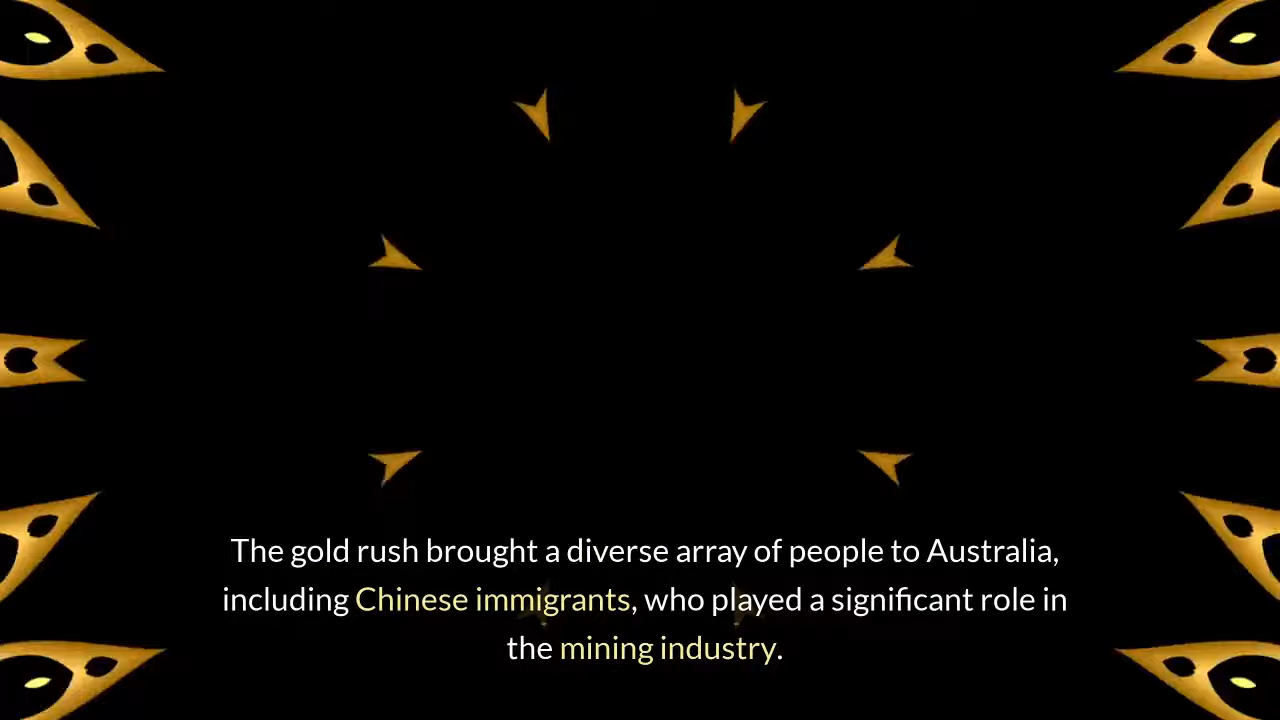 The gold rush brought a diverse array of people to Australia,
including Chinese immigrants, who played a significant role in
the mining industry.